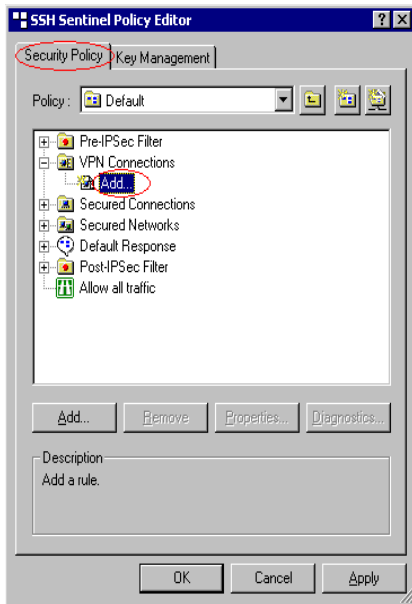 SSH Sentinel Policy Editor
Security Policy Key Management
Policy : Default
Pre-IPSec Filter
VPN Connections
Add...
Secured Connections
Secured Networks
Default Response
Post-IPSec Filter
Allow all traffic
Add... Remove Properties... Diagnostics...
Description
Add a rule.
OK Cancel Apply